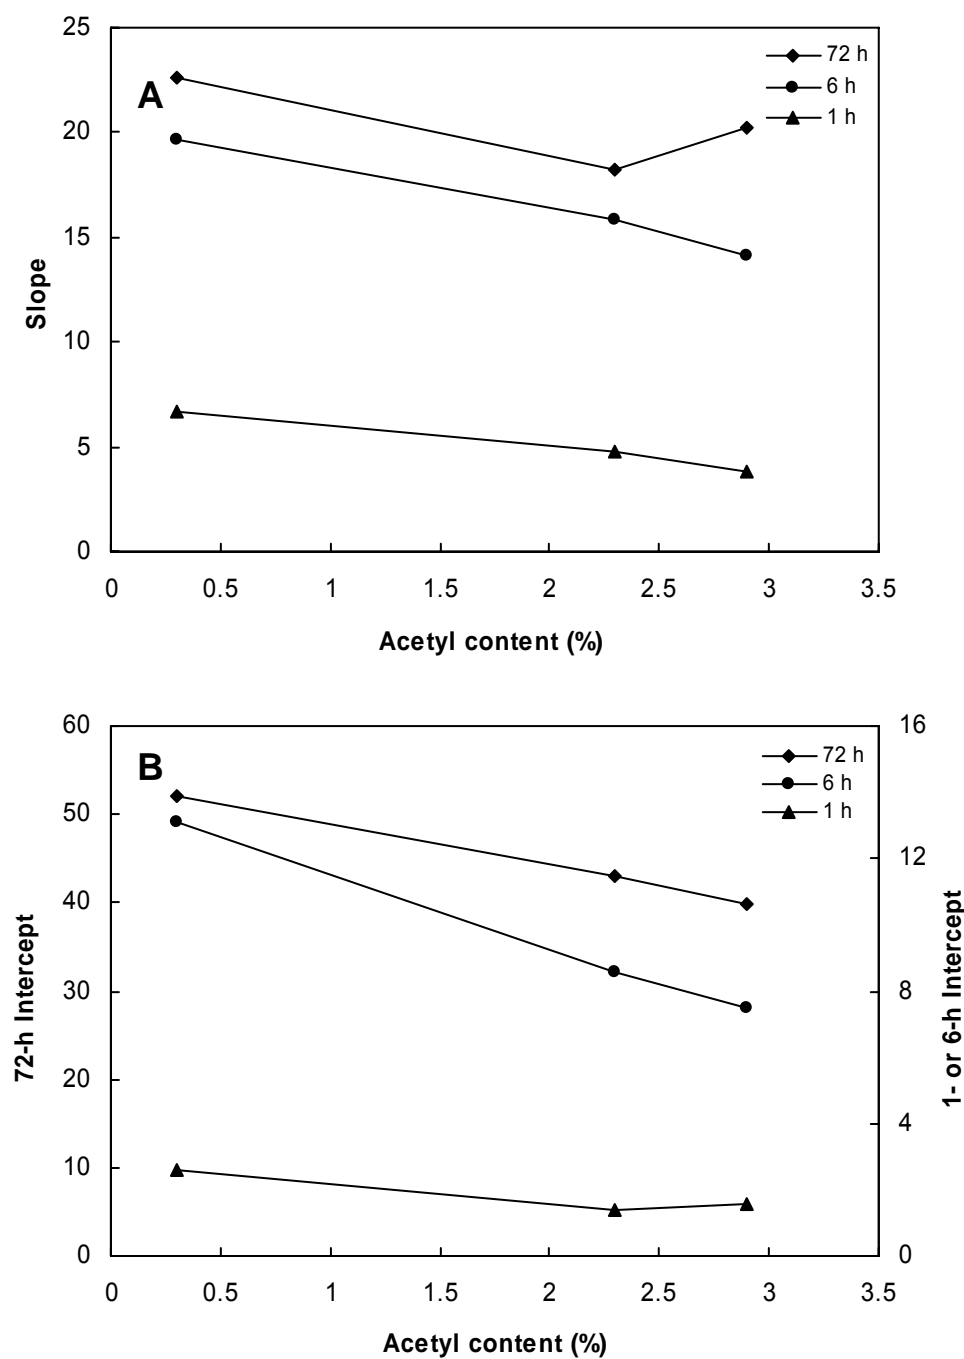 25
20
15
10
5
0
Slope
A
72 h
6 h
1 h
0 0.5 1 1.5 2 2.5 3 3.5
Acetyl content (%)
60
50
40
30
20
10
0
72-h Intercept
B
72 h
6 h
1 h
16
12
8
4
0
1- or 6-h Intercept
0 0.5 1 1.5 2 2.5 3 3.5
Acetyl content (%)